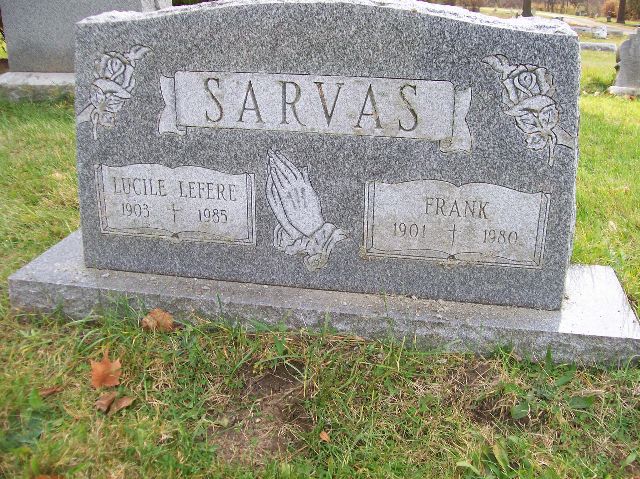 SARVAS
LUCILE LEFERE
1903 † 1985
FRANK
1901 † 1980